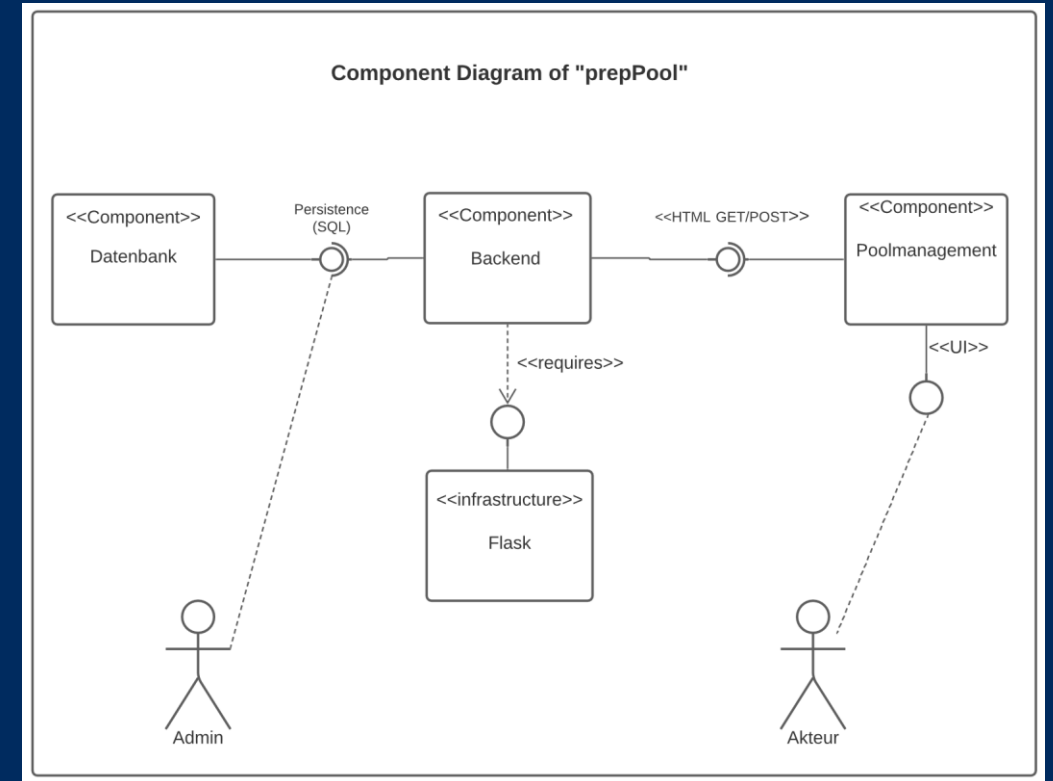 Component Diagram of "prepPool"
<<Component>>
Datenbank
Persistence
(SQL)
<<Component>>
Backend
<<HTML GET/POST>>
<<Component>>
Poolmanagement
<<requires>>
<<UI>>
<<infrastructure>>
Flask
Admin
Akteur